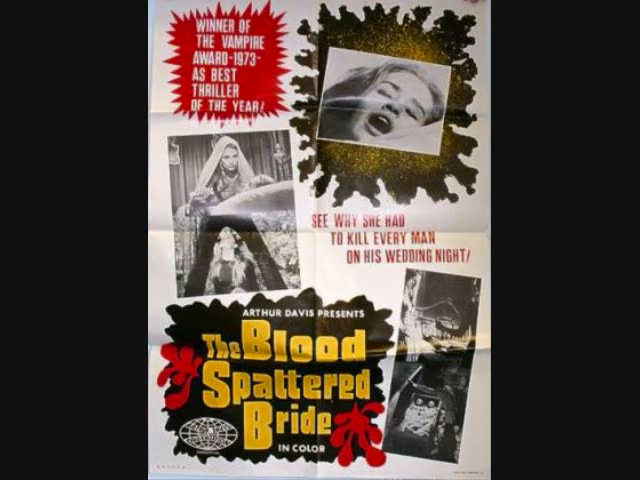 WINNER OF
THE VAMPIRE
AWARD-1973-
AS BEST
THRILLER
OF THE YEAR!
SEE WHY SHE HAD
TO KILL EVERY MAN
ON HIS WEDDING NIGHT!
ARTHUR DAVIS PRESENTS
The Blood
Spattered
Bride
IN COLOR